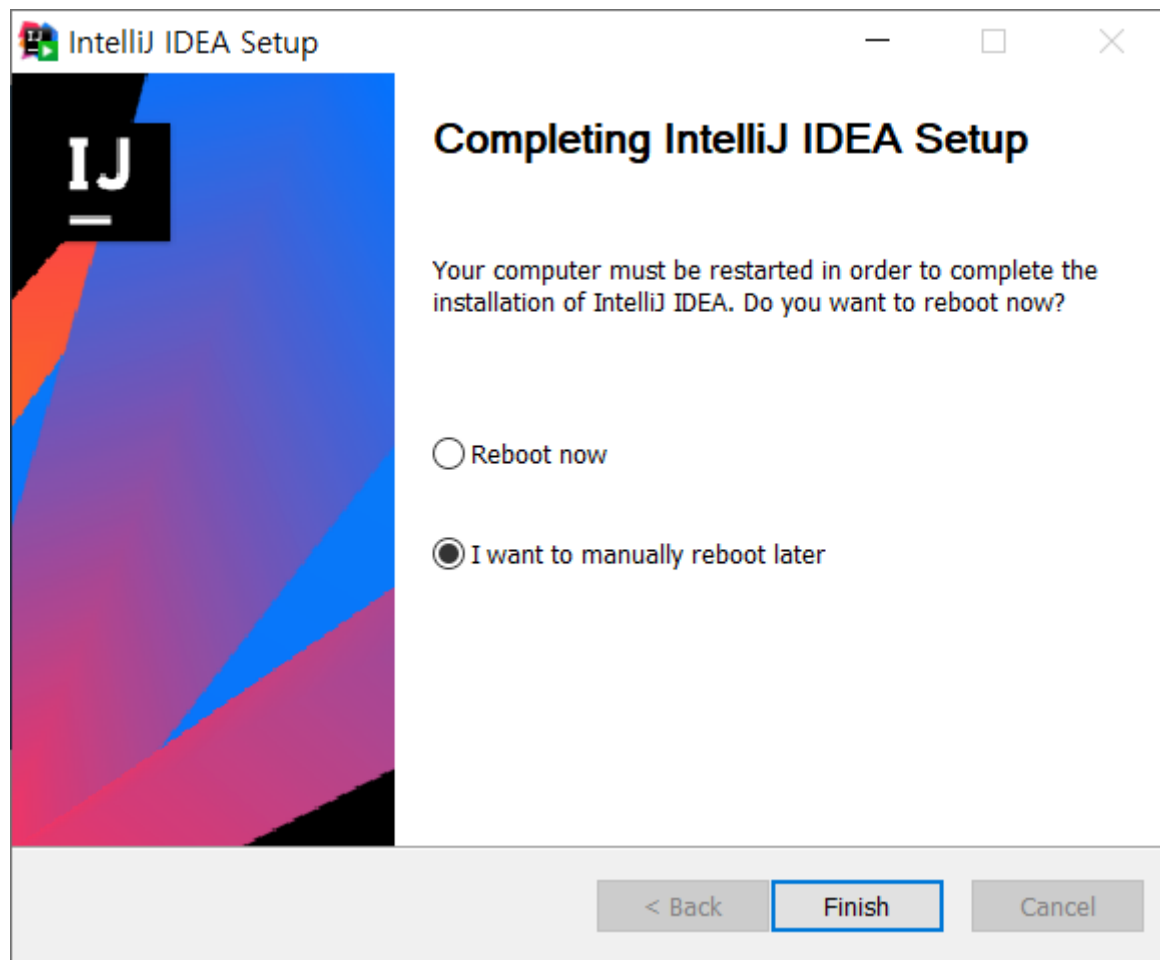 IntelliJ IDEA Setup
IJ
Completing IntelliJ IDEA Setup
Your computer must be restarted in order to complete the
installation of IntelliJ IDEA. Do you want to reboot now?
Reboot now
I want to manually reboot later
< Back
Finish
Cancel